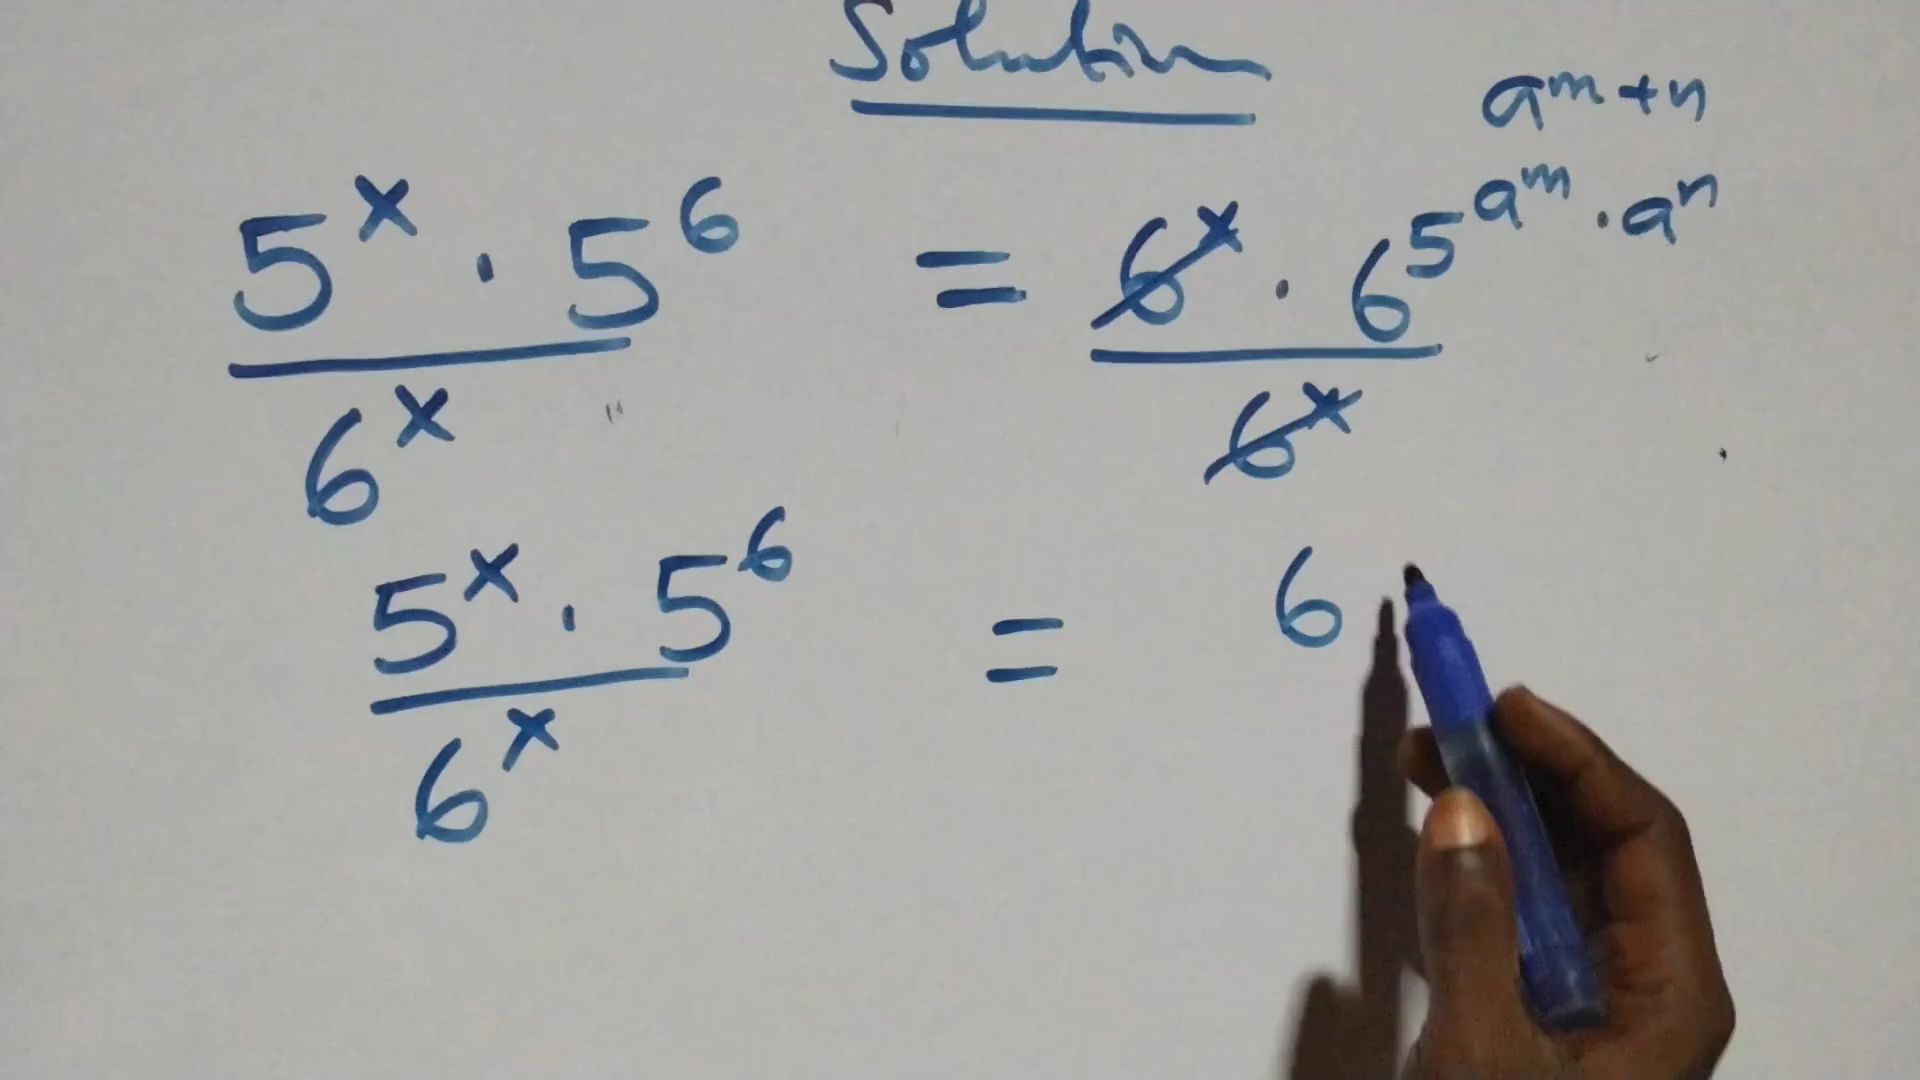 Solution
a^m+n
a^m · a^n
5^x · 5^6 / 6^x = 6^x · 6^5 / 6^x
5^x · 5^6 / 6^x = 6